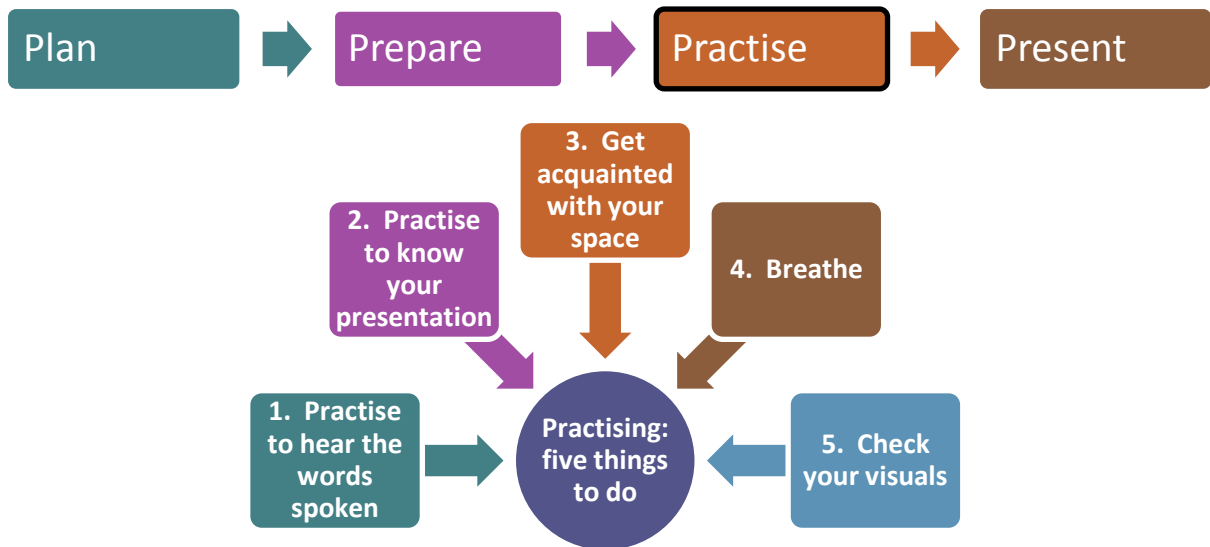 Plan
Prepare
Practise
Present
3. Get
acquainted
with your
space
2. Practise
to know
your
presentation
4. Breathe
1. Practise
to hear the
words
spoken
Practising:
five things
to do
5. Check
your visuals